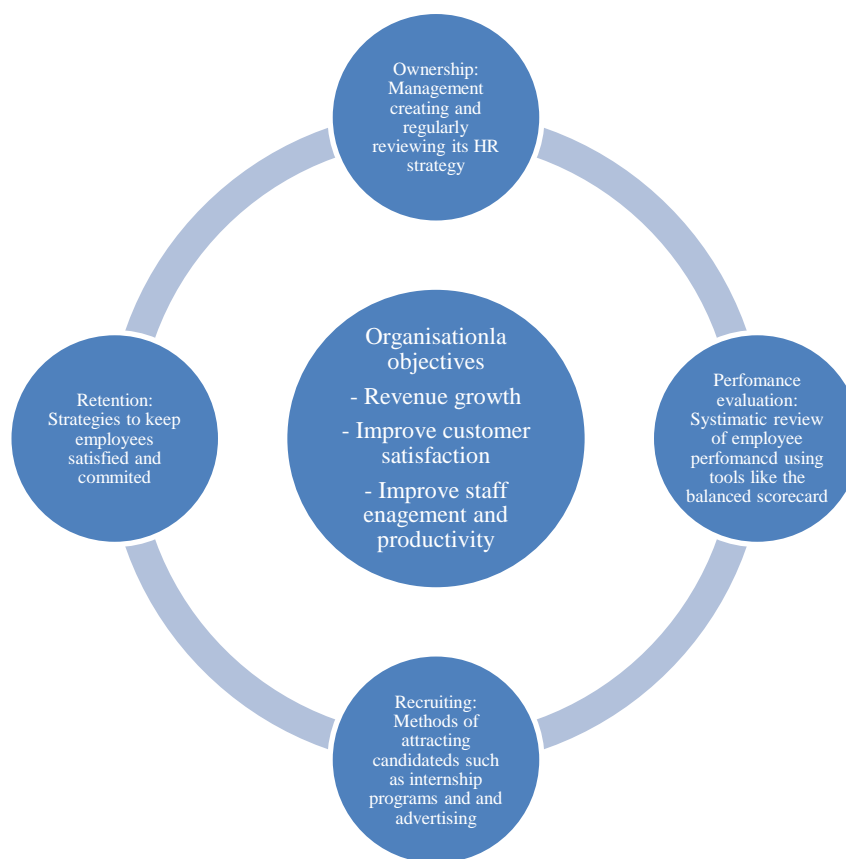 Ownership:
Management
creating and
regularly
reviewing its HR
strategy
Organisationla
objectives
- Revenue growth
- Improve customer
satisfaction
- Improve staff
enagement and
productivity
Retention:
Strategies to keep
employees
satisfied and
commited
Perfomance
evaluation:
Systimatic review
of employee
perfomancd using
tools like the
balanced scorecard
Recruiting:
Methods of
attracting
candidateds such
as internship
programs and and
advertising